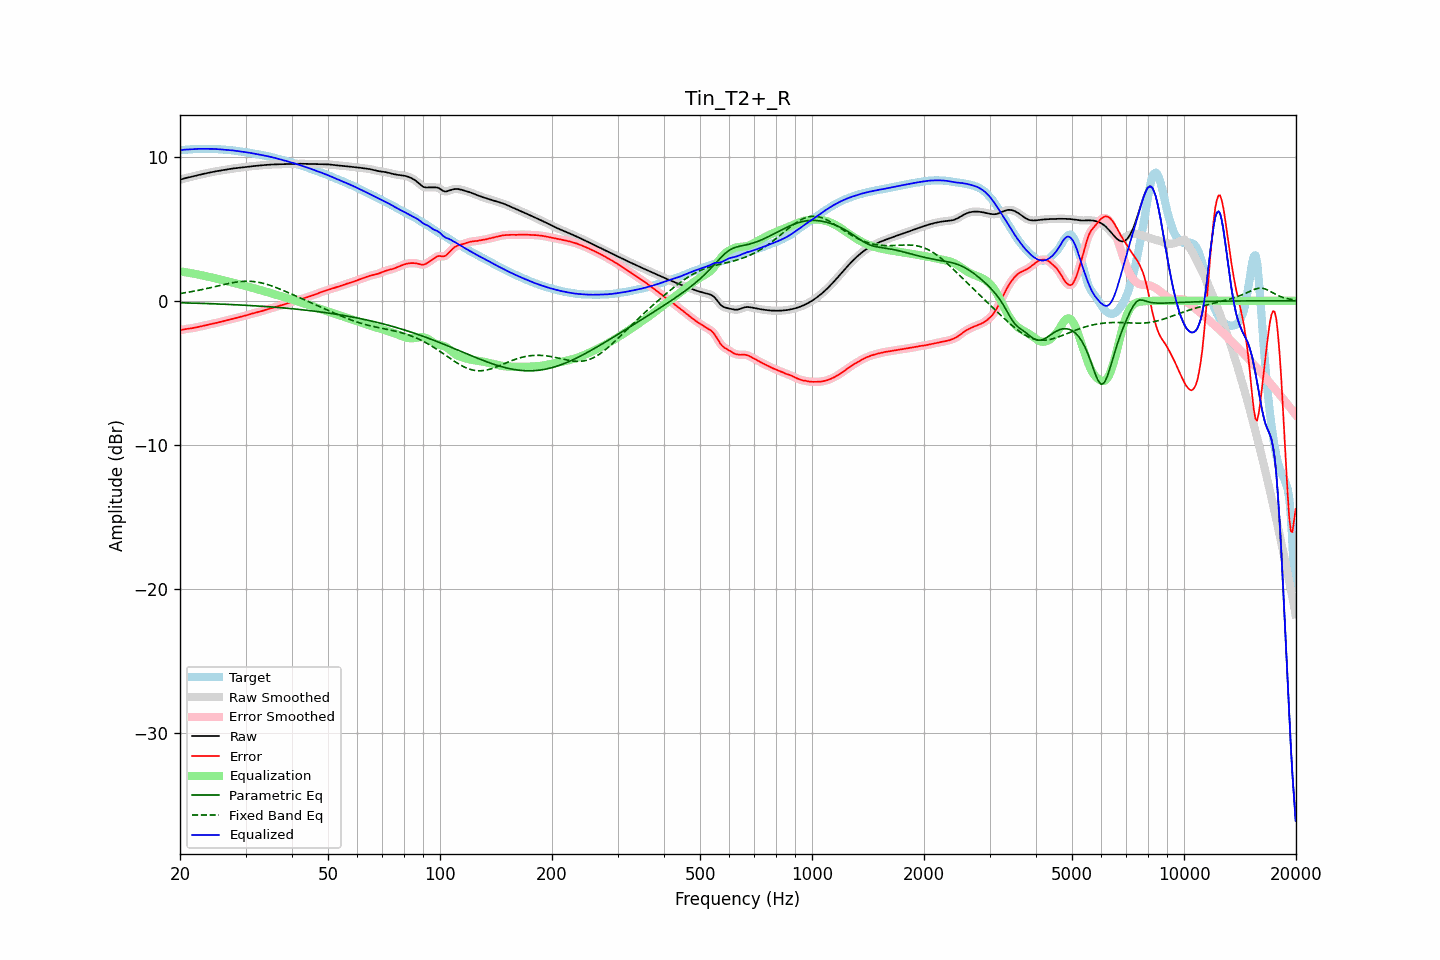 Tin_T2+_R
Amplitude (dBr)
10
0
−10
−20
−30
Target
Raw Smoothed
Error Smoothed
Raw
Error
Equalization
Parametric Eq
Fixed Band Eq
Equalized
20 50 100 200 500 1000 2000 5000 10000 20000
Frequency (Hz)